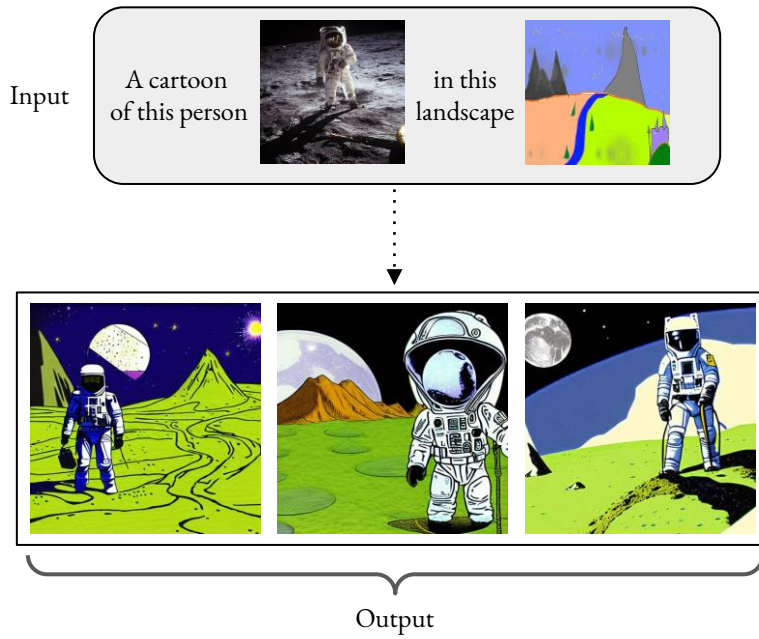 Input
A cartoon
of this person
in this
landscape
Output